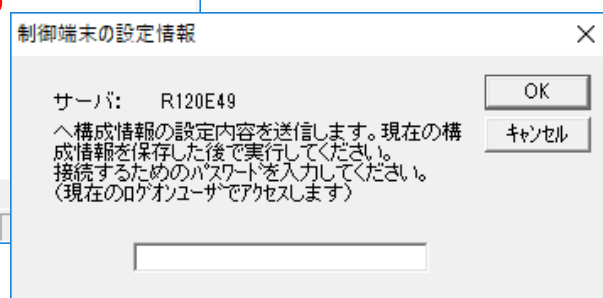 制御端末の設定情報
サーバ: R120E49
OK
へ構成情報の設定内容を送信します。現在の構
成情報を保存した後で実行してください。
キャンセル
接続するためのパスワードを入力してください。
(現在のログオンユーザでアクセスします)